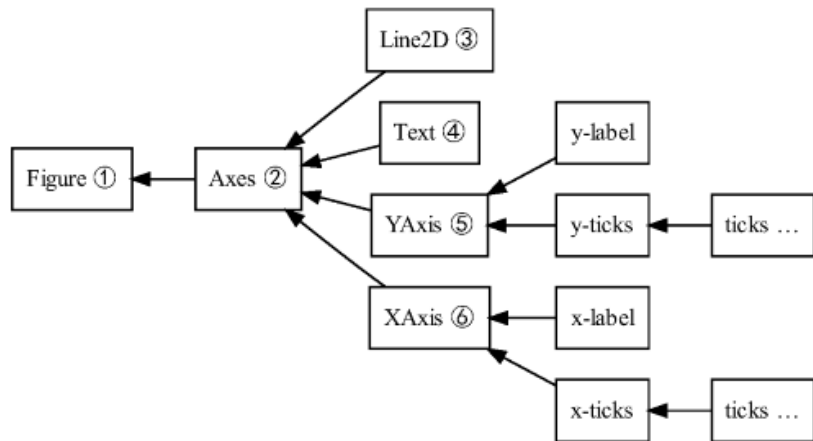 Line2D ③
Text ④
y-label
Figure ①
Axes ②
YAxis ⑤
y-ticks
ticks …
XAxis ⑥
x-label
x-ticks
ticks …